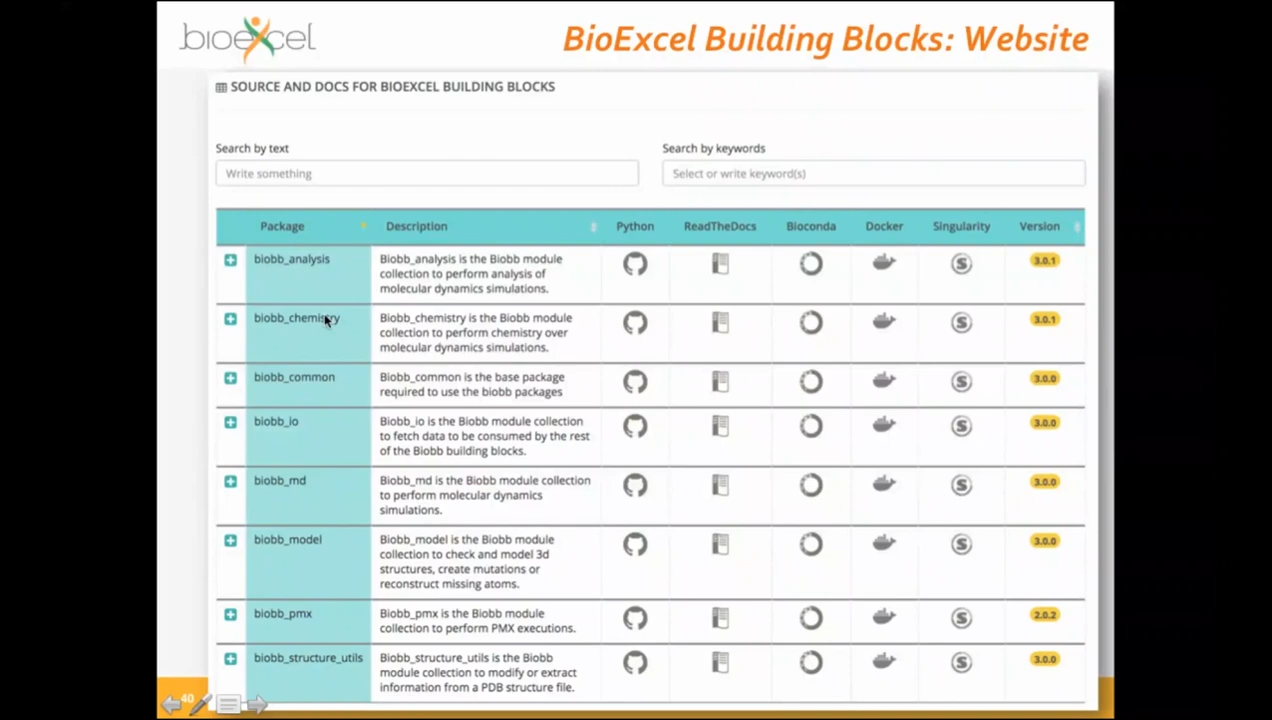 bioexcel
BioExcel Building Blocks: Website
SOURCE AND DOCS FOR BIOEXCEL BUILDING BLOCKS
Search by text
Search by keywords
Write something
Select or write keyword(s)
Package Description Python ReadTheDocs Bioconda Docker Singularity Version
biobb_analysis
Biobb_analysis is the Biobb module
collection to perform analysis of
molecular dynamics simulations.
3.0.1
biobb_chemistry
Biobb_chemistry is the Biobb module
collection to perform chemistry over
molecular dynamics simulations.
3.0.1
biobb_common
Biobb_common is the base package
required to use the biobb packages
3.0.0
biobb_io
Biobb_io is the Biobb module collection
to fetch data to be consumed by the rest
of the Biobb building blocks.
3.0.0
biobb_md
Biobb_md is the Biobb module collection
to perform molecular dynamics
simulations.
3.0.0
biobb_model
Biobb_model is the Biobb module
collection to check and model 3d
structures, create mutations or
reconstruct missing atoms.
3.0.0
biobb_pmx
Biobb_pmx is the Biobb module
collection to perform PMX executions.
2.0.2
biobb_structure_utils
Biobb_structure_utils is the Biobb
module collection to modify or extract
information from a PDB structure file.
3.0.0
40